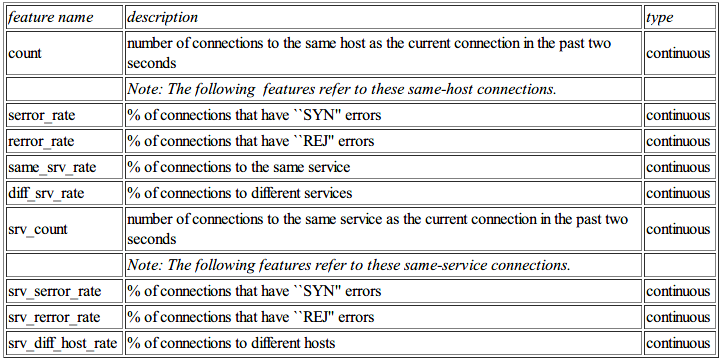 feature name description type
count number of connections to the same host as the current connection in the past two seconds continuous
Note: The following features refer to these same-host connections.
serror_rate % of connections that have ``SYN'' errors continuous
rerror_rate % of connections that have ``REJ'' errors continuous
same_srv_rate % of connections to the same service continuous
diff_srv_rate % of connections to different services continuous
srv_count number of connections to the same service as the current connection in the past two seconds continuous
Note: The following features refer to these same-service connections.
srv_serror_rate % of connections that have ``SYN'' errors continuous
srv_rerror_rate % of connections that have ``REJ'' errors continuous
srv_diff_host_rate % of connections to different hosts continuous